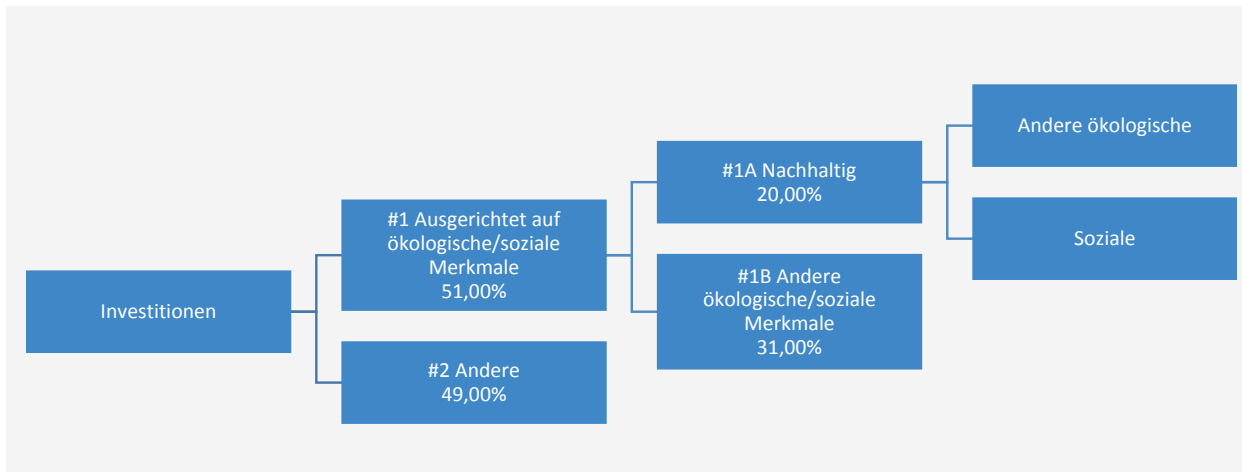 Investitionen
#1 Ausgerichtet auf
ökologische/soziale
Merkmale
51,00%
#2 Andere
49,00%
#1A Nachhaltig
20,00%
#1B Andere
ökologische/soziale
Merkmale
31,00%
Andere ökologische
Soziale